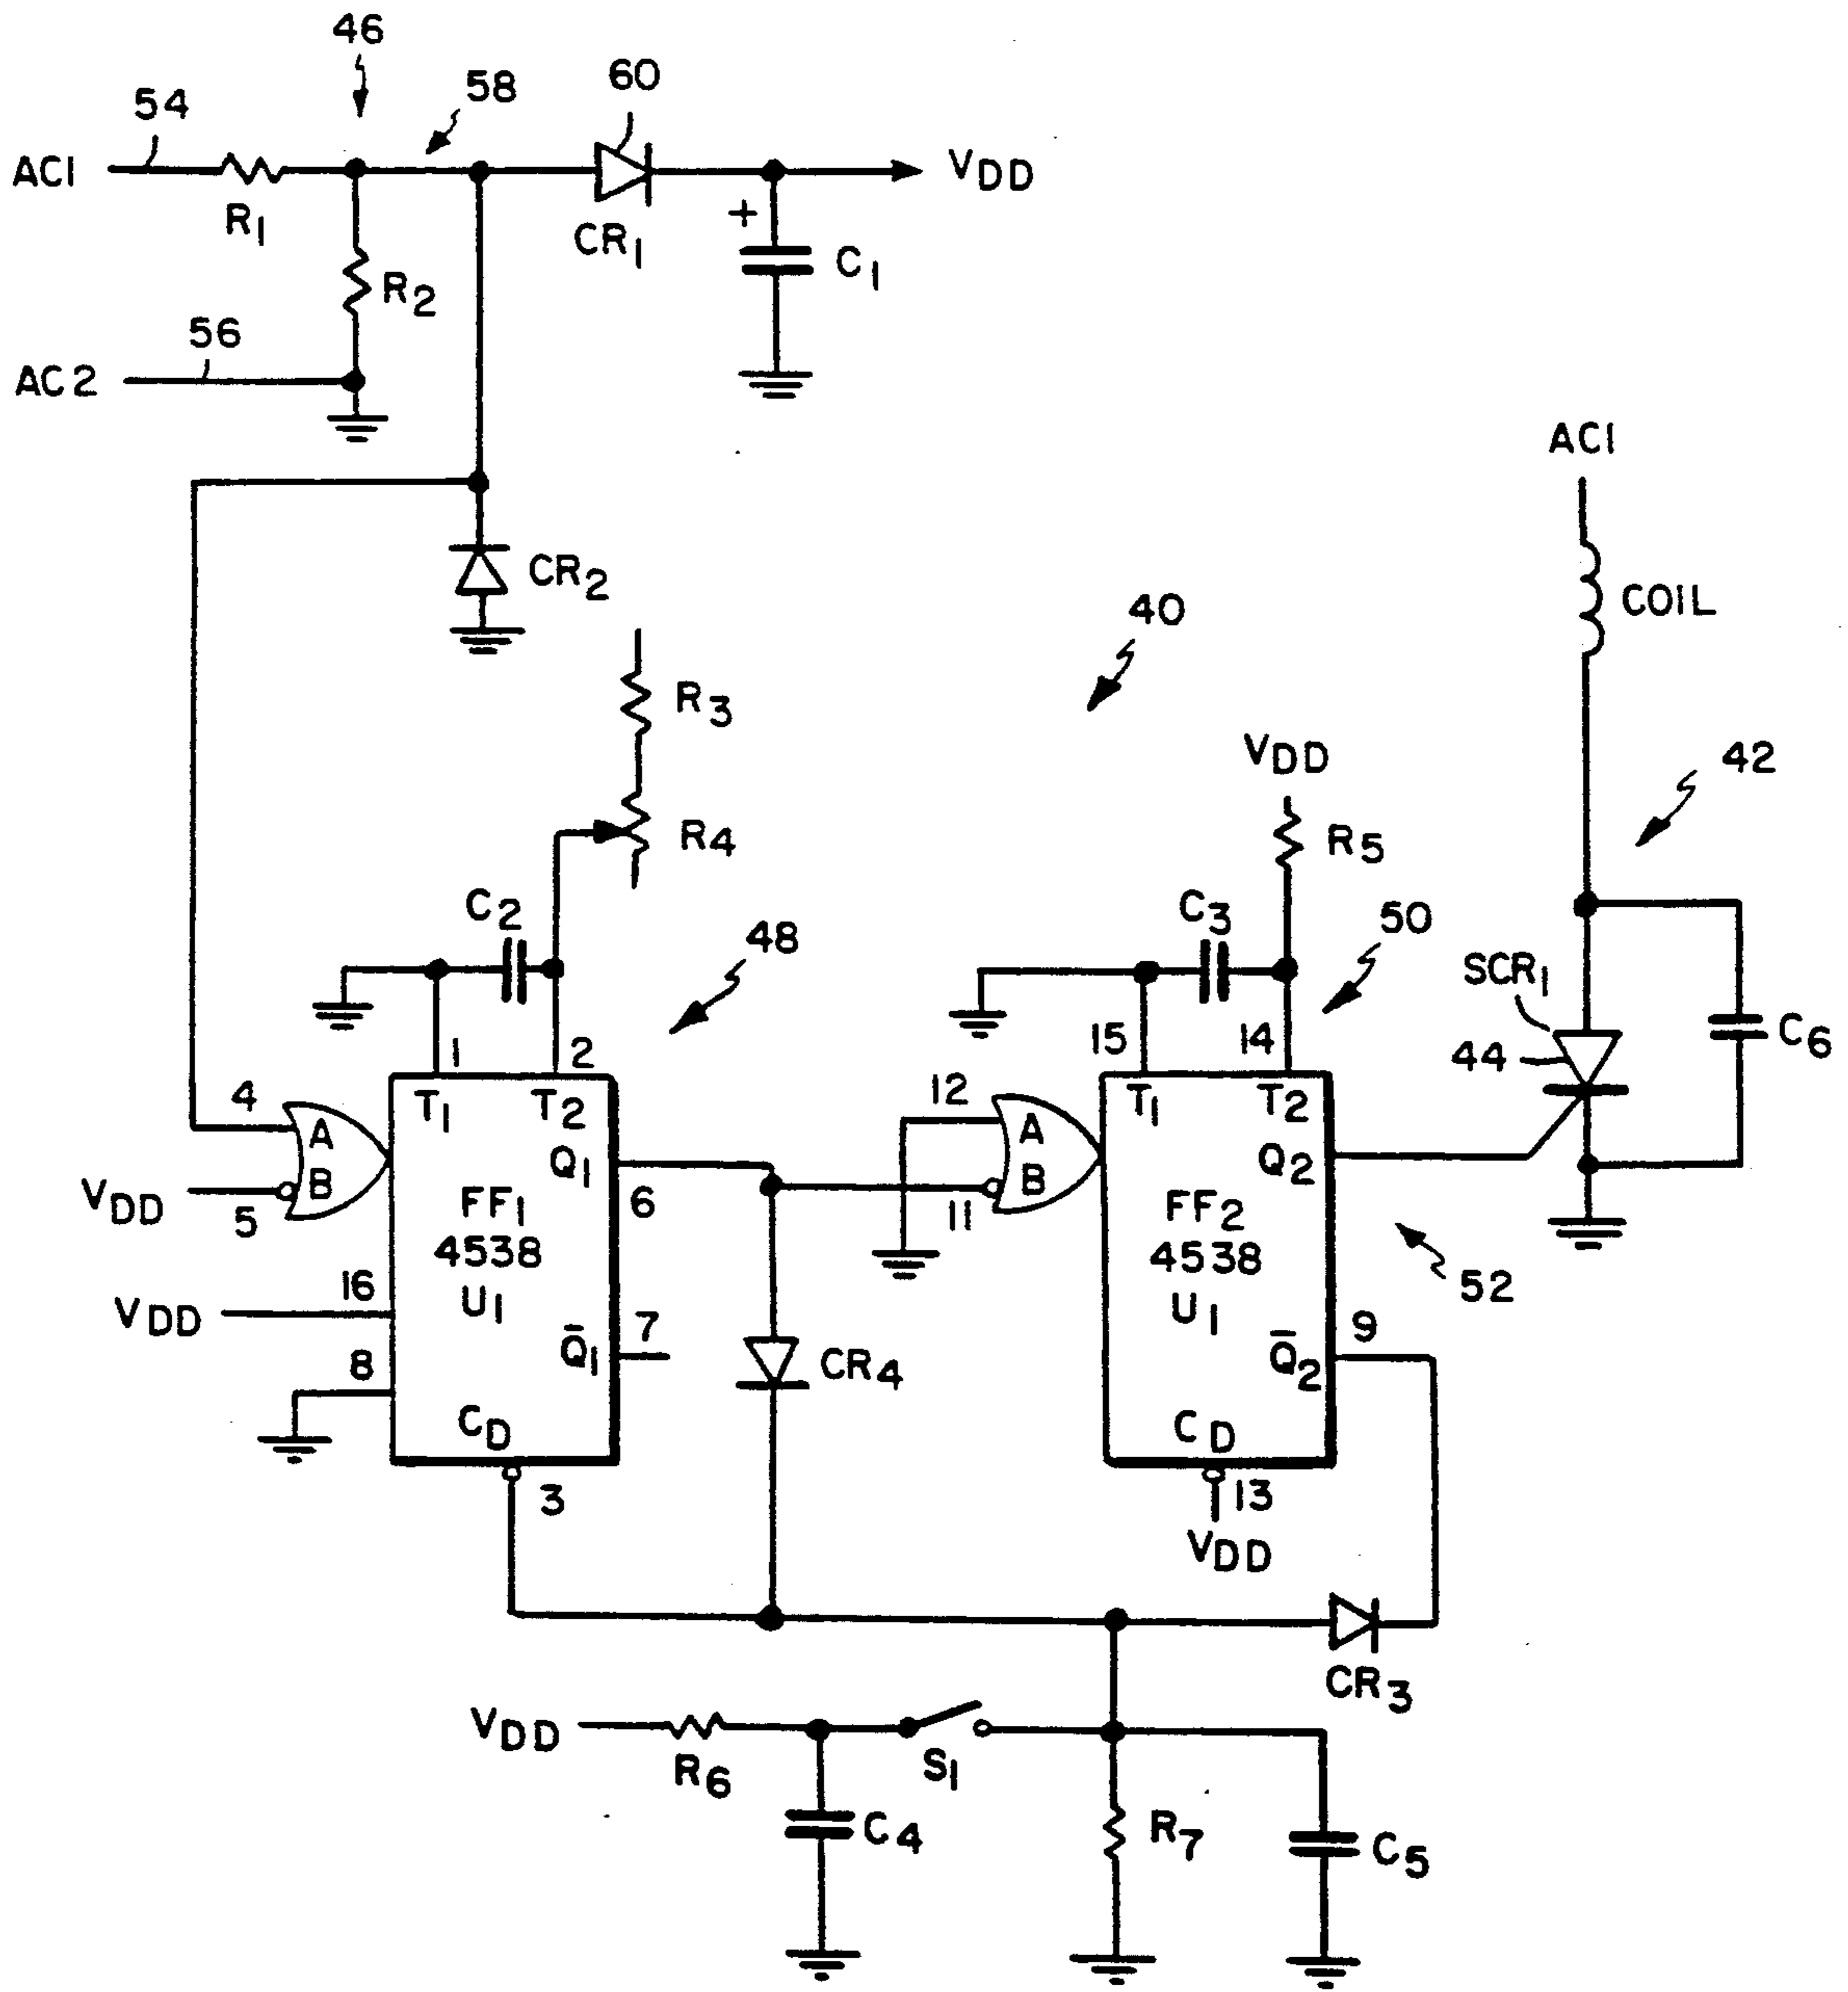 46
58
60
54
AC1
R1
CR1
VDD
+
C1
R2
56
AC2
AC1
CR2
COIL
40
R3
VDD
42
R4
R5
C2
C3
48
50
SCR1
1
2
15
14
44
C6
4
T1
T2
12
T1
T2
A
Q1
A
Q2
B
B
VDD
5
FF1
6
11
FF2
4538
4538
16
U1
U1
52
VDD
7
9
8
Q̅1
CR4
Q̅2
CD
CD
3
13
VDD
CR3
VDD
R6
S1
C4
R7
C5